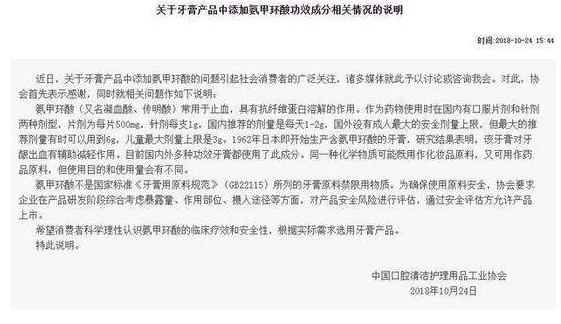 关于牙膏产品中添加氨甲环酸功效成分相关情况的说明
时间:2018-10-24 15:44
近日，关于牙膏产品中添加氨甲环酸的问题引起社会消费者的广泛关注，诸多媒体就此予以讨论或咨询我会。对此，协
会首先表示感谢，同时就相关问题作如下说明：
氨甲环酸（又名凝血酸、传明酸）常用于止血，具有抗纤维蛋白溶解的作用。作为药物使用时在国内有口服片剂和针剂
两种剂型，片剂为每片500mg，针剂每支1g，国内推荐的剂量是每天1-2g，国外没有成人最大的安全剂量上限，但最大的推
荐剂量有时可以用到6g，儿童最大剂量上限是3g。1962年日本即开始生产含氨甲环酸的牙膏，研究结果表明，该牙膏对牙
龈出血有辅助减轻作用。目前国内外多种功效牙膏都使用了此成分。同一种化学物质可能既用作化妆品原料，又可用作药
品原料，但使用目的和使用量会有不同。
氨甲环酸不是国家标准《牙膏用原料规范》（GB22115）所列的牙膏原料禁限用物质。为确保使用原料安全，协会要求
企业在产品研发阶段综合考虑暴露量、作用部位、摄入途径等方面，对产品安全风险进行评估，通过安全评估方允许产品
上市。
希望消费者科学理性认识氨甲环酸的临床疗效和安全性，根据实际需求选用牙膏产品。
特此说明。
中国口腔清洁护理用品工业协会
2018年10月24日